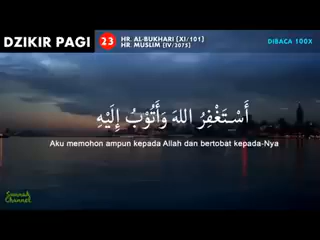 DZIKIR PAGI
23
HR. AL-BUKHARI [XI/101]
HR. MUSLIM [IV/2075]
DIBACA 100X
أَسْتَغْفِرُ اللهَ وَأَتُوْبُ إِلَيْهِ
Aku memohon ampun kepada Allah dan bertobat kepada-Nya
Sunnah
Channel